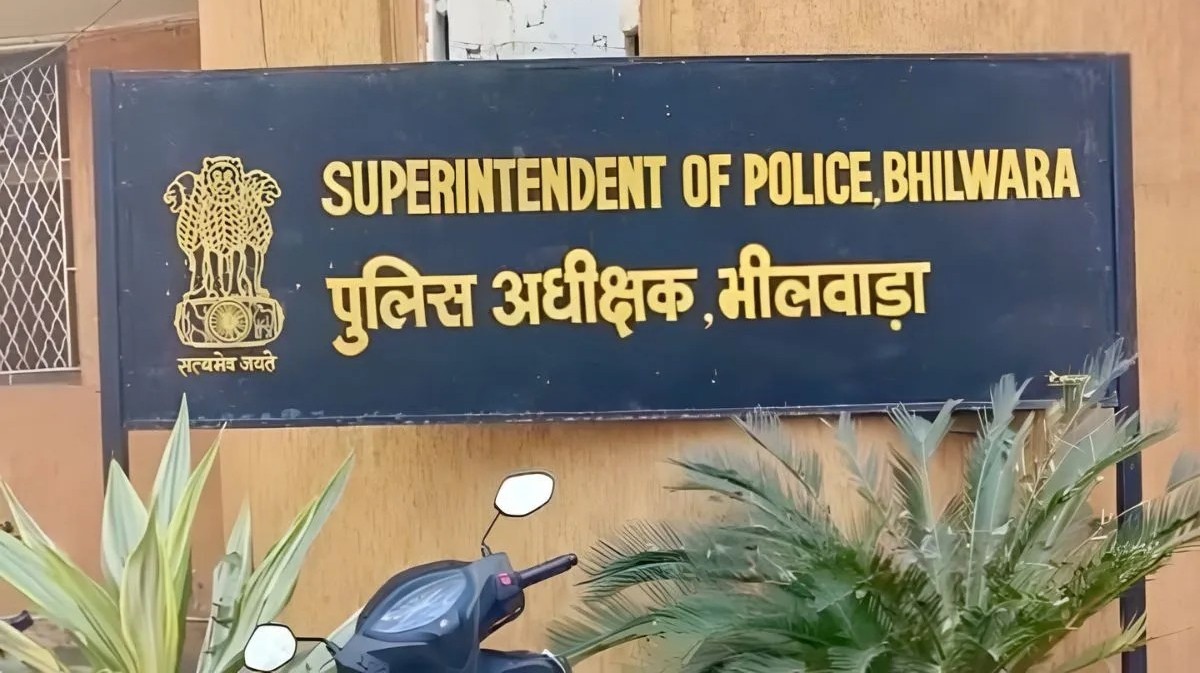 SUPERINTENDENT OF POLICE, BHILWARA
पुलिस अधीक्षक, भीलवाड़ा
सत्यमेव जयते